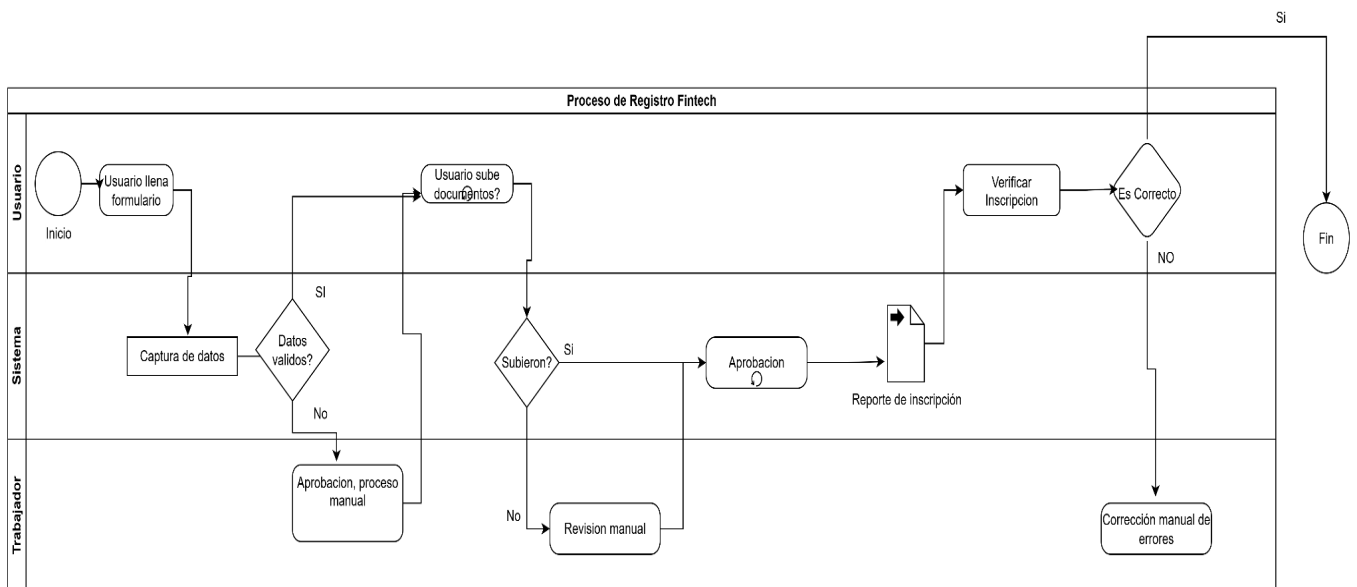 Si
Proceso de Registro Fintech
Usuario
Inicio
Usuario llena
formulario
Usuario sube
documentos?
Verificar
Inscripcion
Es Correcto
Fin
NO
Sistema
Captura de datos
SI
Datos
validos?
No
Subieron?
Si
Aprobacion
Reporte de inscripción
Trabajador
Aprobacion, proceso
manual
No
Revision manual
Corrección manual de
errores